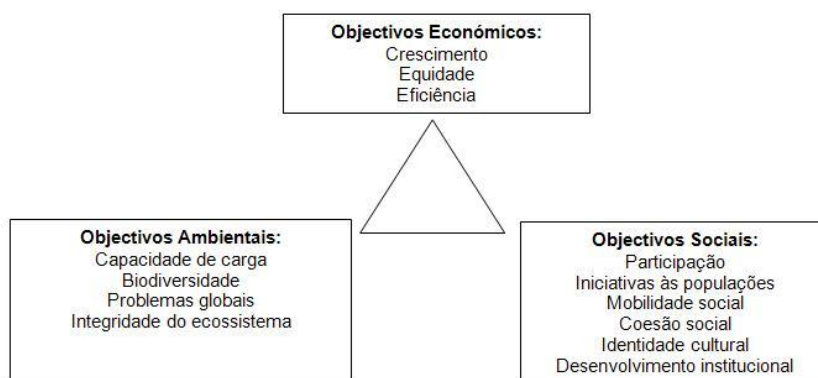 Objectivos Económicos:
Crescimento
Equidade
Eficiência
Objectivos Ambientais:
Capacidade de carga
Biodiversidade
Problemas globais
Integridade do ecossistema
Objectivos Sociais:
Participação
Iniciativas às populações
Mobilidade social
Coesão social
Identidade cultural
Desenvolvimento institucional